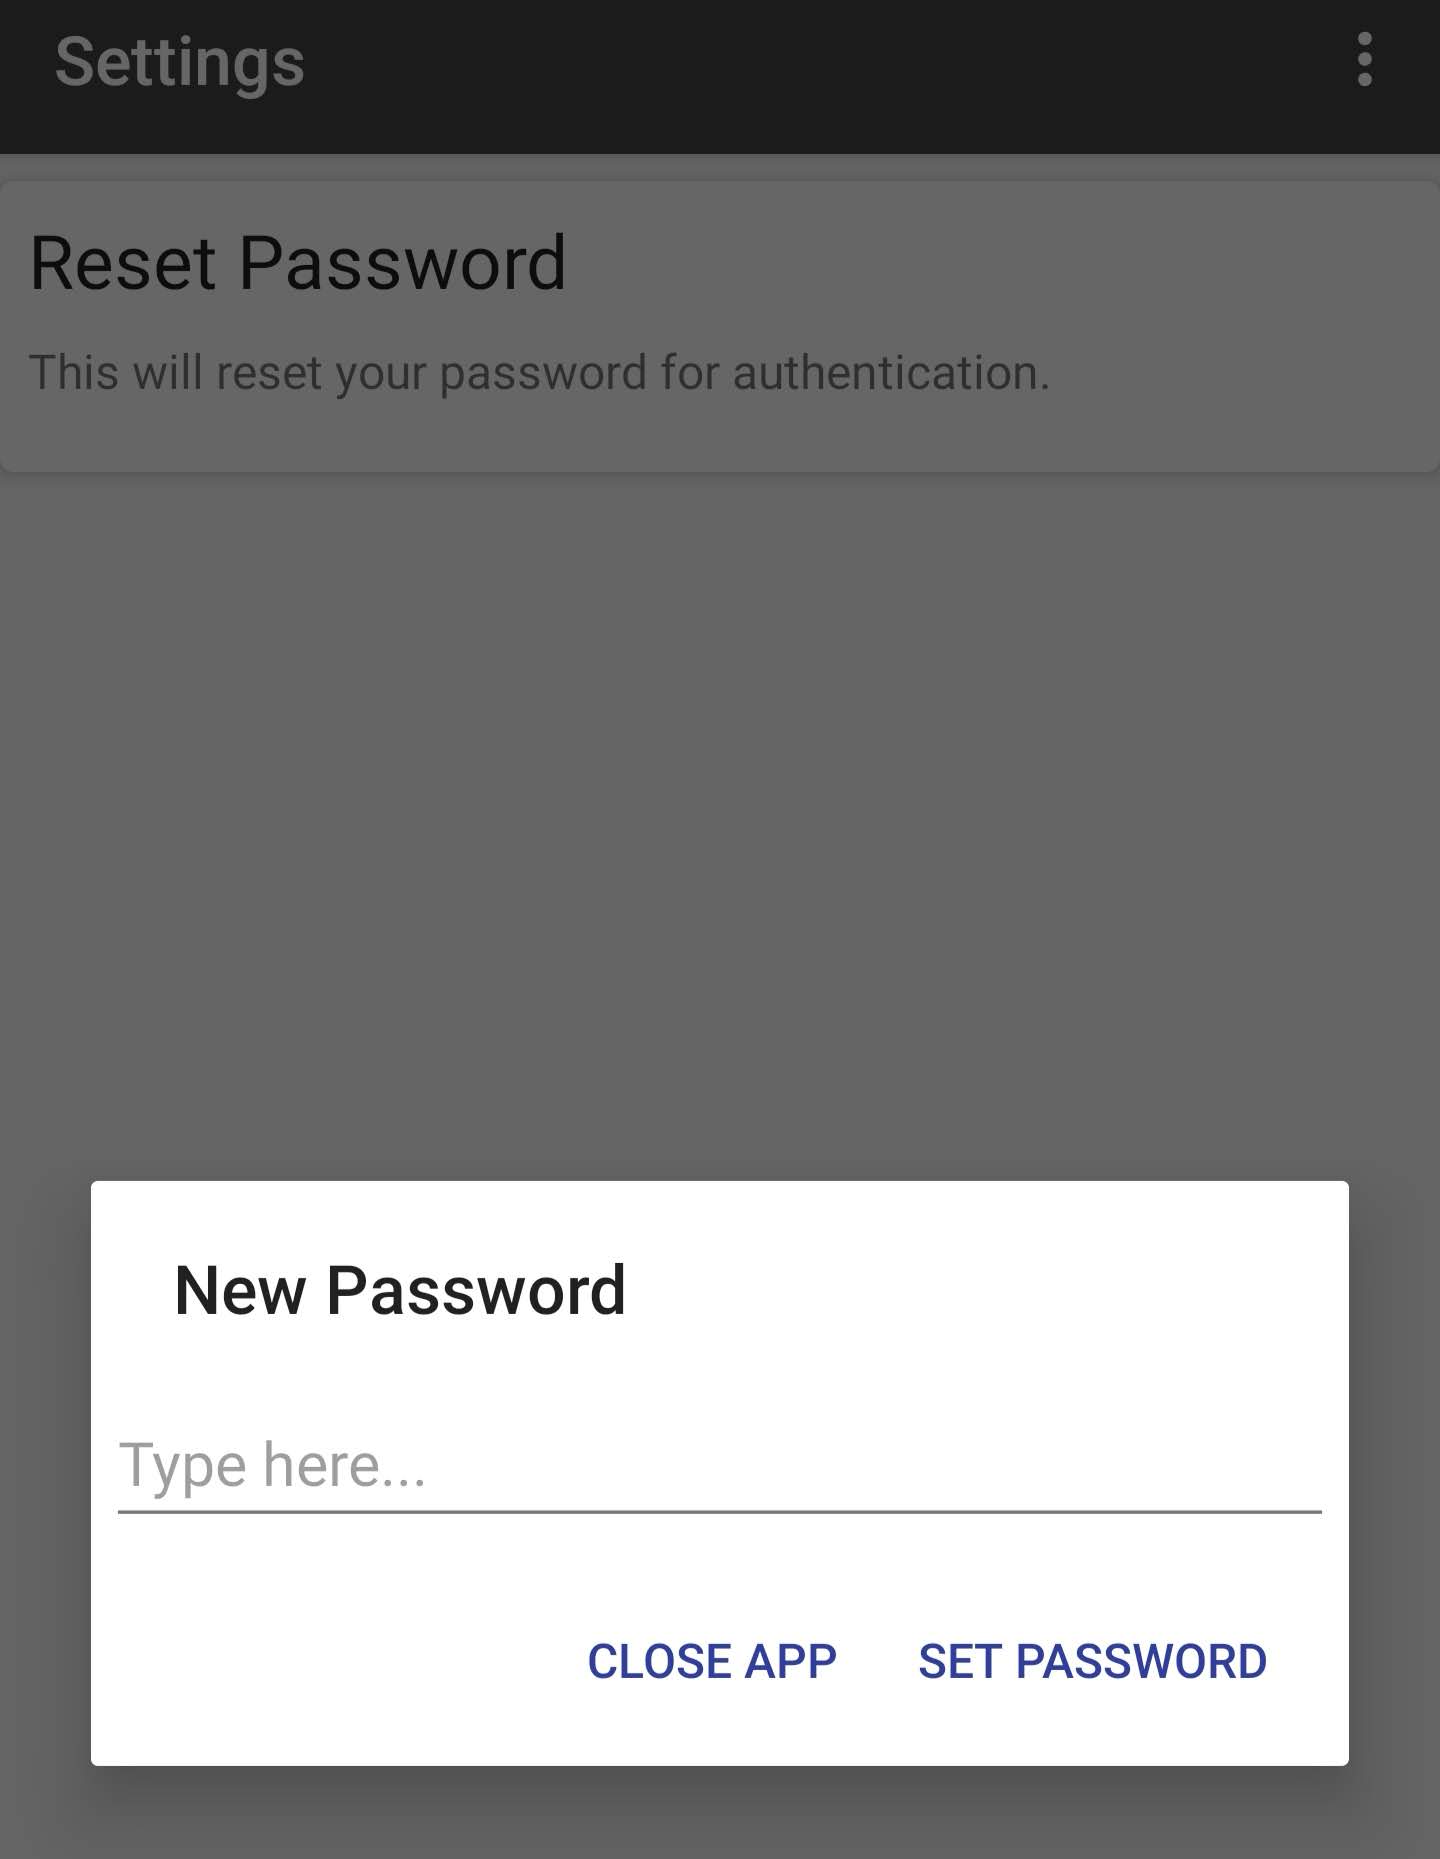 Settings
Reset Password
This will reset your password for authentication.
New Password
Type here...
CLOSE APP SET PASSWORD